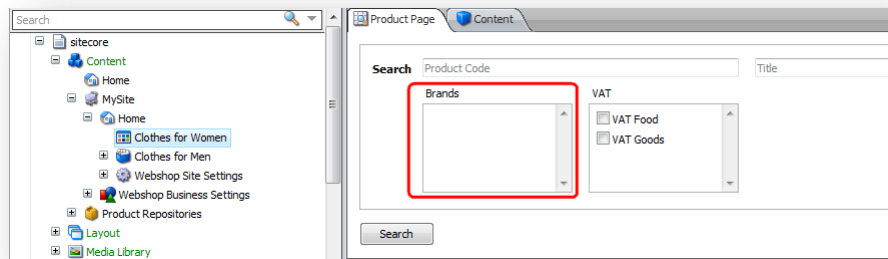 Search
sitecore
Content
Home
MySite
Home
Clothes for Women
Clothes for Men
Webshop Site Settings
Webshop Business Settings
Product Repositories
Layout
Media Library
Product Page
Content
Search
Product Code
Title
Brands
VAT
VAT Food
VAT Goods
Search